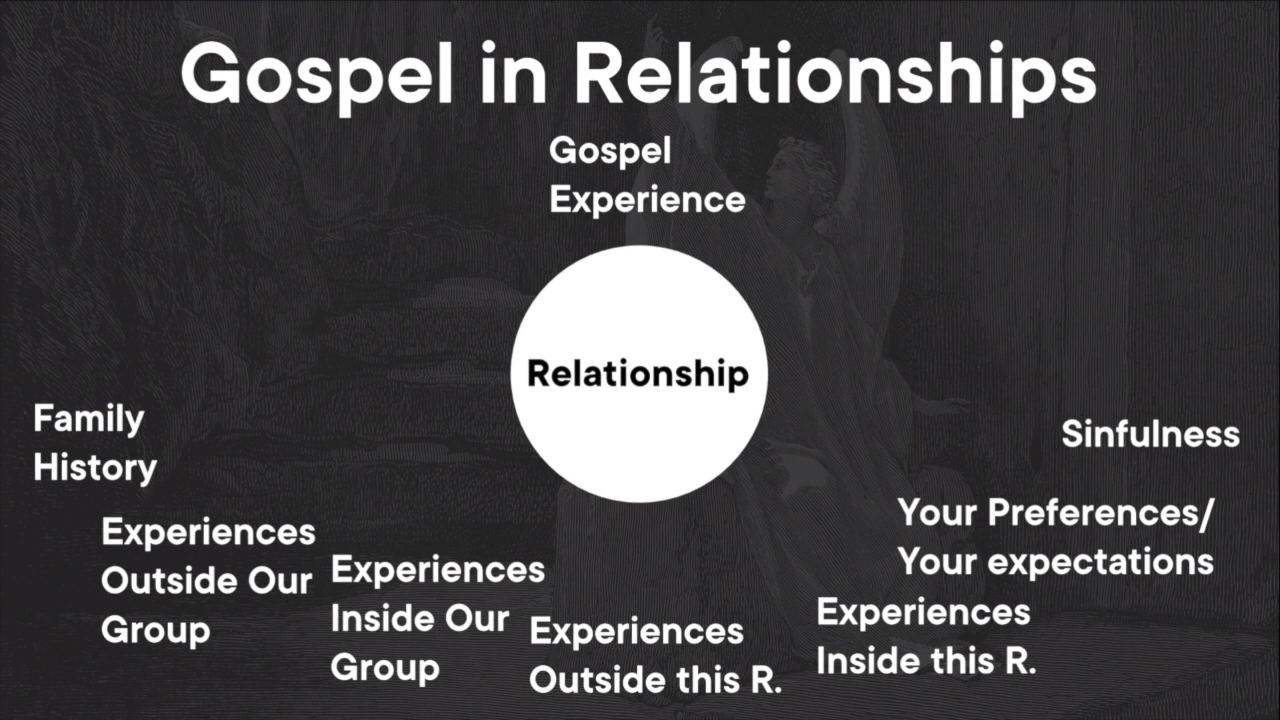 Gospel in Relationships
Gospel
Experience
Relationship
Family
History
Experiences
Outside Our
Group
Experiences
Inside Our
Group
Experiences
Outside this R.
Experiences
Inside this R.
Your Preferences/
Your expectations
Sinfulness